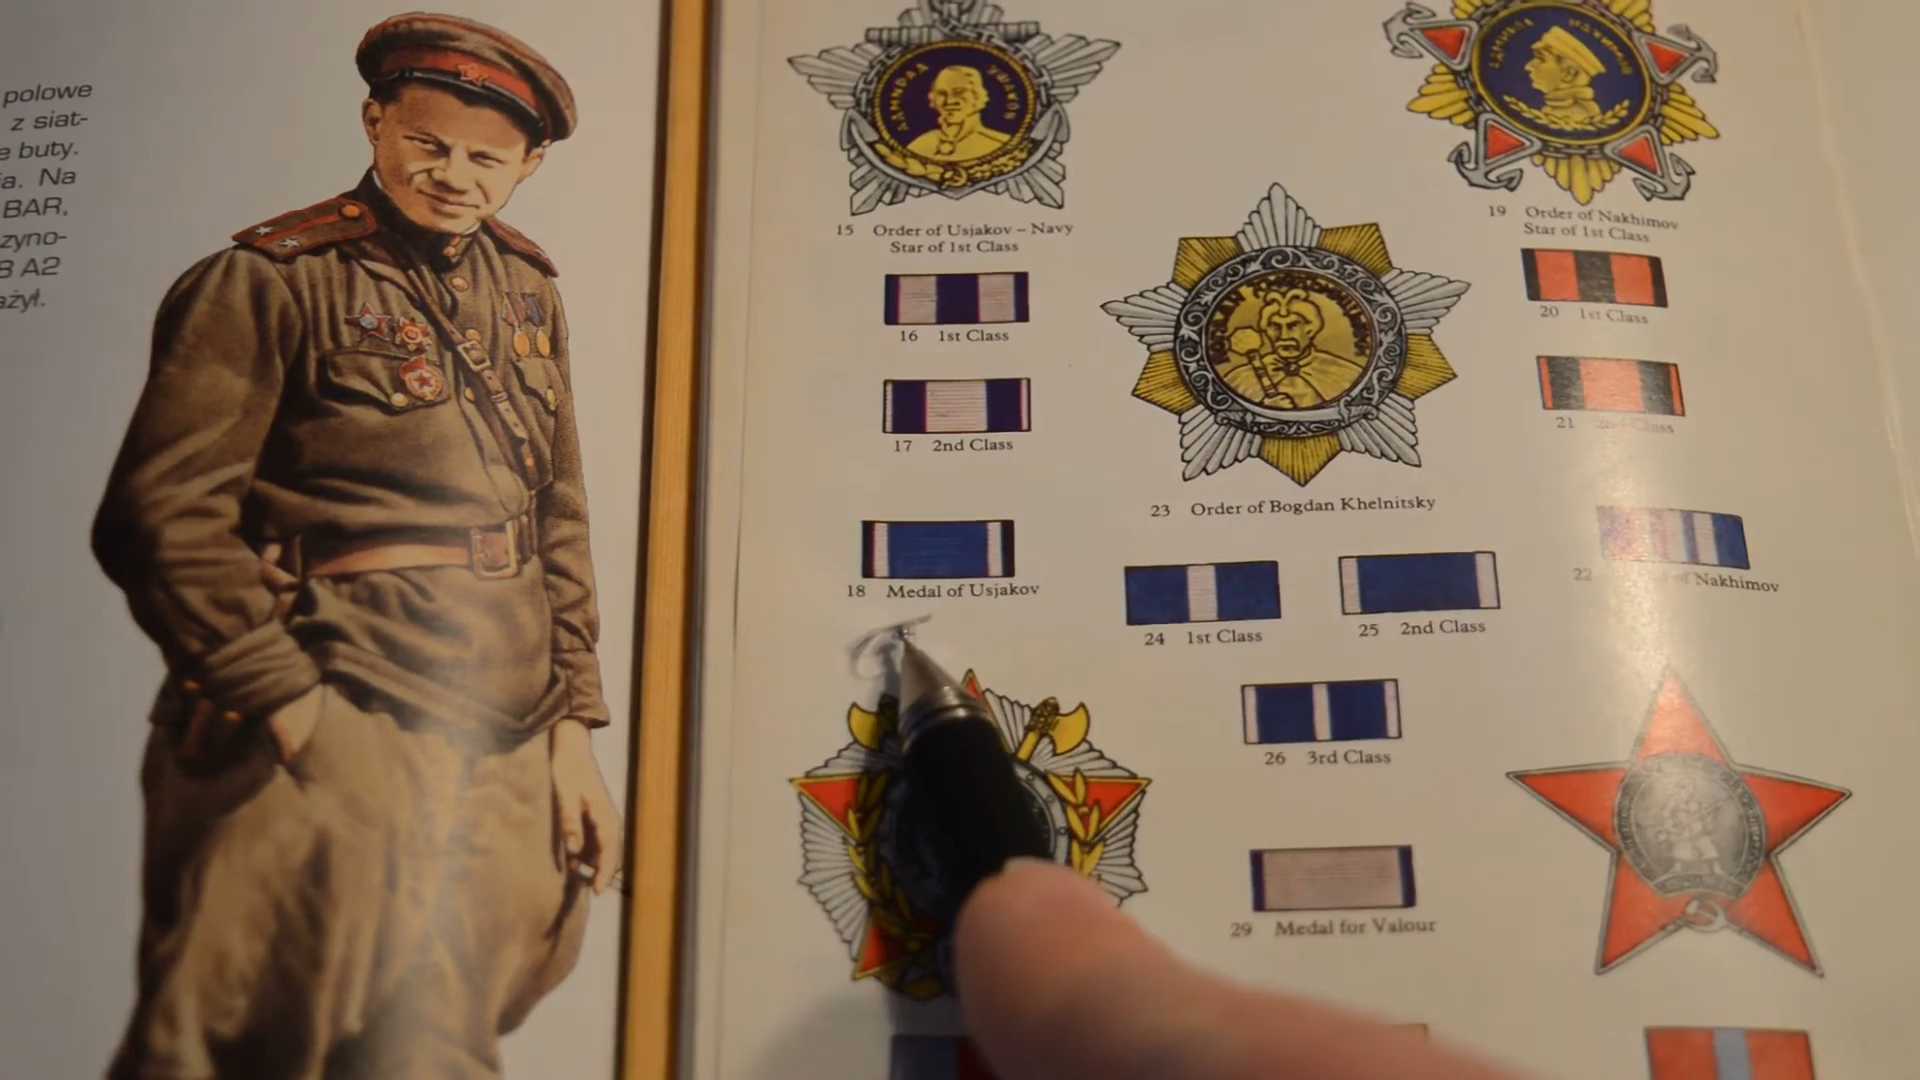 polowe
z siat-
e buty.
a. Na
BAR,
zyno-
3 A2
ażył.
АДМИРАЛ УШАКОВ
15 Order of Usjakov – Navy
Star of 1st Class
16 1st Class
17 2nd Class
18 Medal of Usjakov
23 Order of Bogdan Khelnitsky
24 1st Class
25 2nd Class
26 3rd Class
29 Medal for Valour
19 Order of Nakhimov
Star of 1st Class
20 1st Class
21 Class
22 of Nakhimov